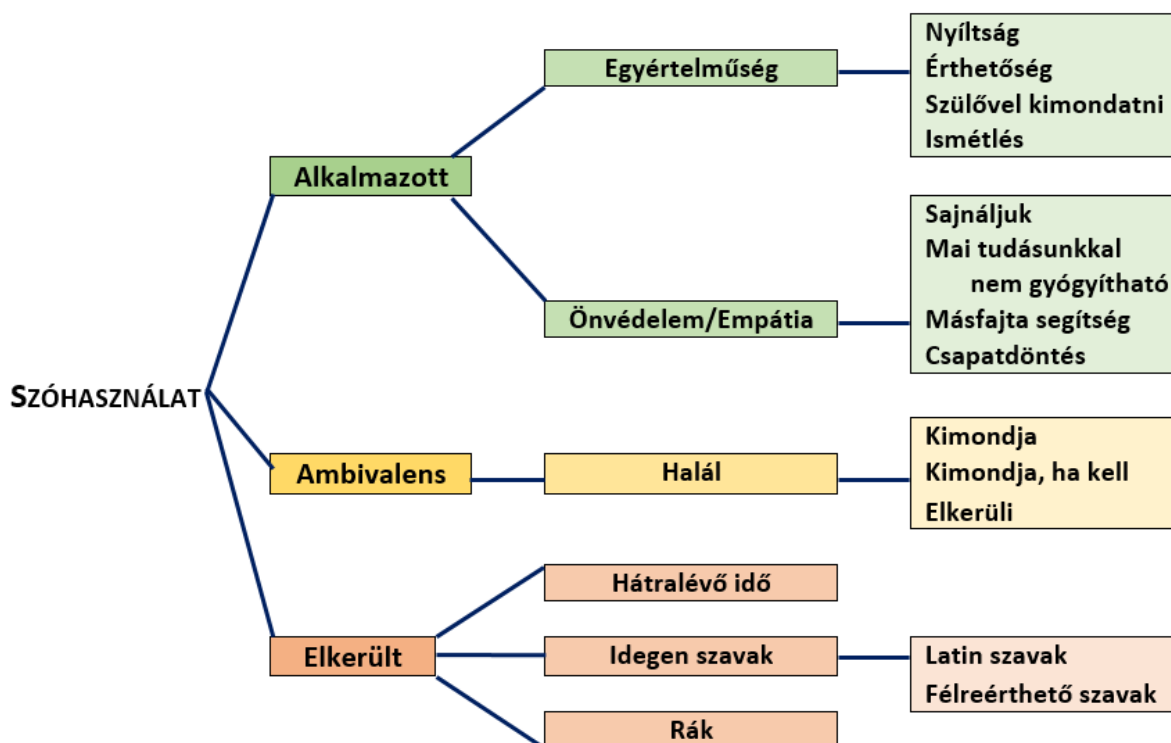 SZÓHASZNÁLAT
Alkalmazott
Egyértelműség
Nyíltság
Érthetőség
Szülővel kimondatni
Ismétlés
Önvédelem/Empátia
Sajnáljuk
Mai tudásunkkal
nem gyógyítható
Másfajta segítség
Csapatdöntés
Ambivalens
Halál
Kimondja
Kimondja, ha kell
Elkerüli
Elkerült
Hátralévő idő
Idegen szavak
Latin szavak
Félreérthető szavak
Rák